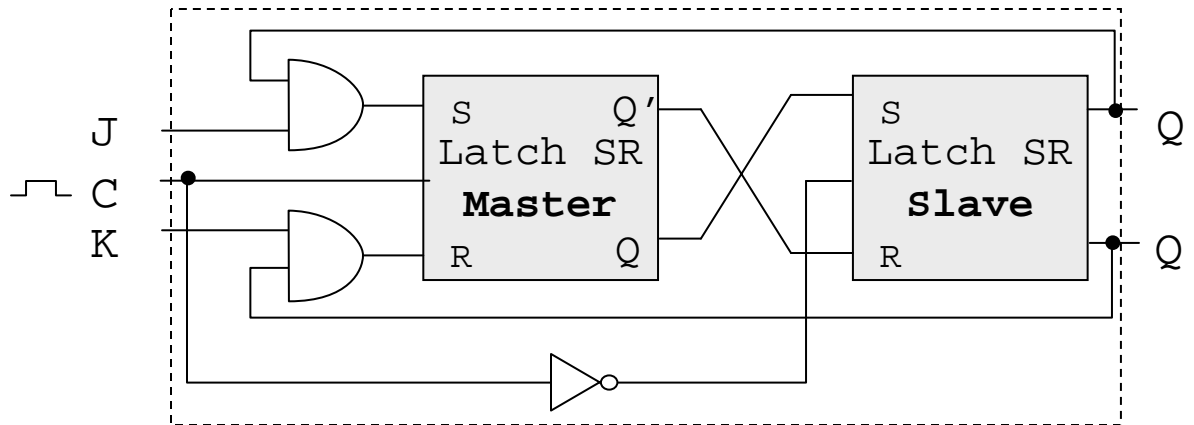 J
C
K
S Q'
Latch SR
Master
R Q
S
Latch SR
Slave
R
Q
Q